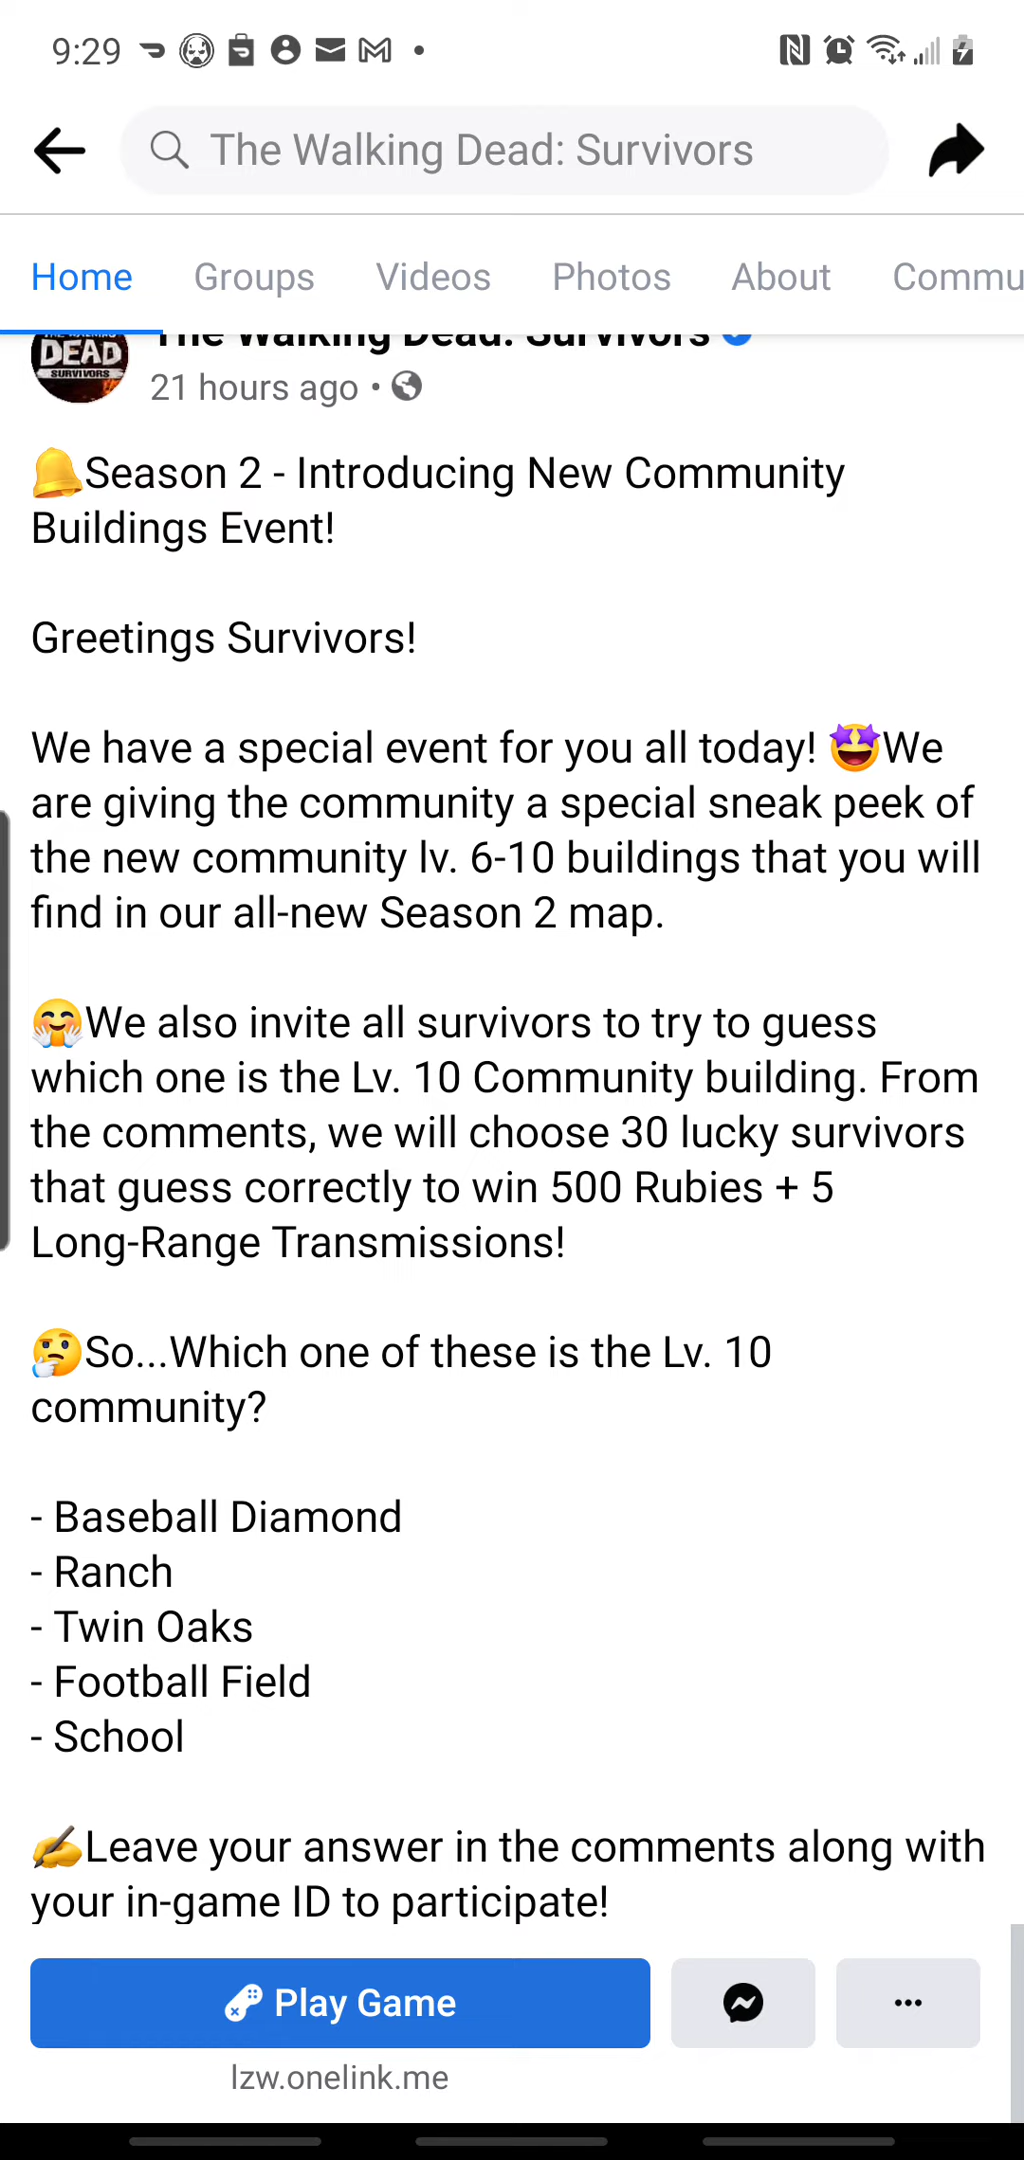 9:29
The Walking Dead: Survivors
Home Groups Videos Photos About Commu
The Walking Dead: Survivors
DEAD
SURVIVORS
21 hours ago •
🔔Season 2 - Introducing New Community
Buildings Event!
Greetings Survivors!
We have a special event for you all today! 🤩We
are giving the community a special sneak peek of
the new community lv. 6-10 buildings that you will
find in our all-new Season 2 map.
🤗We also invite all survivors to try to guess
which one is the Lv. 10 Community building. From
the comments, we will choose 30 lucky survivors
that guess correctly to win 500 Rubies + 5
Long-Range Transmissions!
🤔So...Which one of these is the Lv. 10
community?
- Baseball Diamond
- Ranch
- Twin Oaks
- Football Field
- School
✍️Leave your answer in the comments along with
your in-game ID to participate!
Play Game
lzw.onelink.me